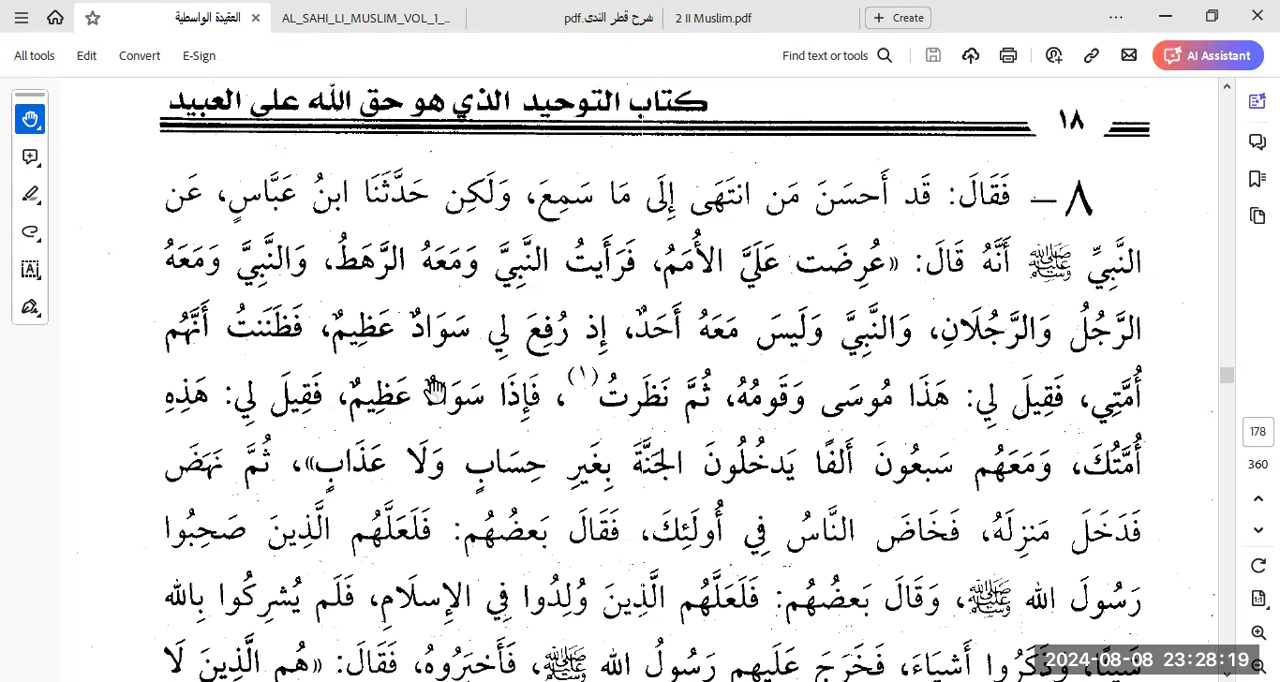 العقيدة الواسطية
AL_SAHI_LI_MUSLIM_VOL_1_...
شرح قطر الندى.pdf
2 II Muslim.pdf
+ Create
All tools
Edit
Convert
E-Sign
Find text or tools
AI Assistant
كتاب التوحيد الذي هو حق الله على العبيد
١٨
٨ – فَقَالَ: قَد أَحسَنَ مَن انتَهَى إِلَى مَا سَمِعَ، وَلَكِن حَدَّثَنَا ابنُ عَبَّاسٍ، عَن
النَّبِيِّ ﷺ أَنَّهُ قَالَ: «عُرِضَت عَلَيَّ الأُمَمُ، فَرَأَيتُ النَّبِيَّ وَمَعَهُ الرَّهَطُ، وَالنَّبِيَّ وَمَعَهُ
الرَّجُلُ وَالرَّجُلَانِ، وَالنَّبِيَّ وَلَيسَ مَعَهُ أَحَدٌ، إِذ رُفِعَ لِي سَوَادٌ عَظِيمٌ، فَظَنَنتُ أَنَّهُم
أُمَّتِي، فَقِيلَ لِي: هَذَا مُوسَى وَقَومُهُ، ثُمَّ نَظَرتُ (١)، فَإِذَا سَوَادٌ عَظِيمٌ، فَقِيلَ لِي: هَذِهِ
أُمَّتُكَ، وَمَعَهُم سَبعُونَ أَلفًا يَدخُلُونَ الجَنَّةَ بِغَيرِ حِسَابٍ وَلَا عَذَابٍ»، ثُمَّ نَهَضَ
فَدَخَلَ مَنزِلَهُ، فَخَاضَ النَّاسُ فِي أُولَئِكَ، فَقَالَ بَعضُهُم: فَلَعَلَّهُم الَّذِينَ صَحِبُوا
رَسُولَ الله ﷺ، وَقَالَ بَعضُهُم: فَلَعَلَّهُم الَّذِينَ وُلِدُوا فِي الإِسلَامِ، فَلَم يُشرِكُوا بِالله
شَيئًا، وَذَكَرُوا أَشيَاءَ، فَخَرَجَ عَلَيهِم رَسُولُ الله ﷺ، فَأَخبَرُوهُ، فَقَالَ: «هُم الَّذِينَ لَا
178
360
2024-08-08 23:28:19